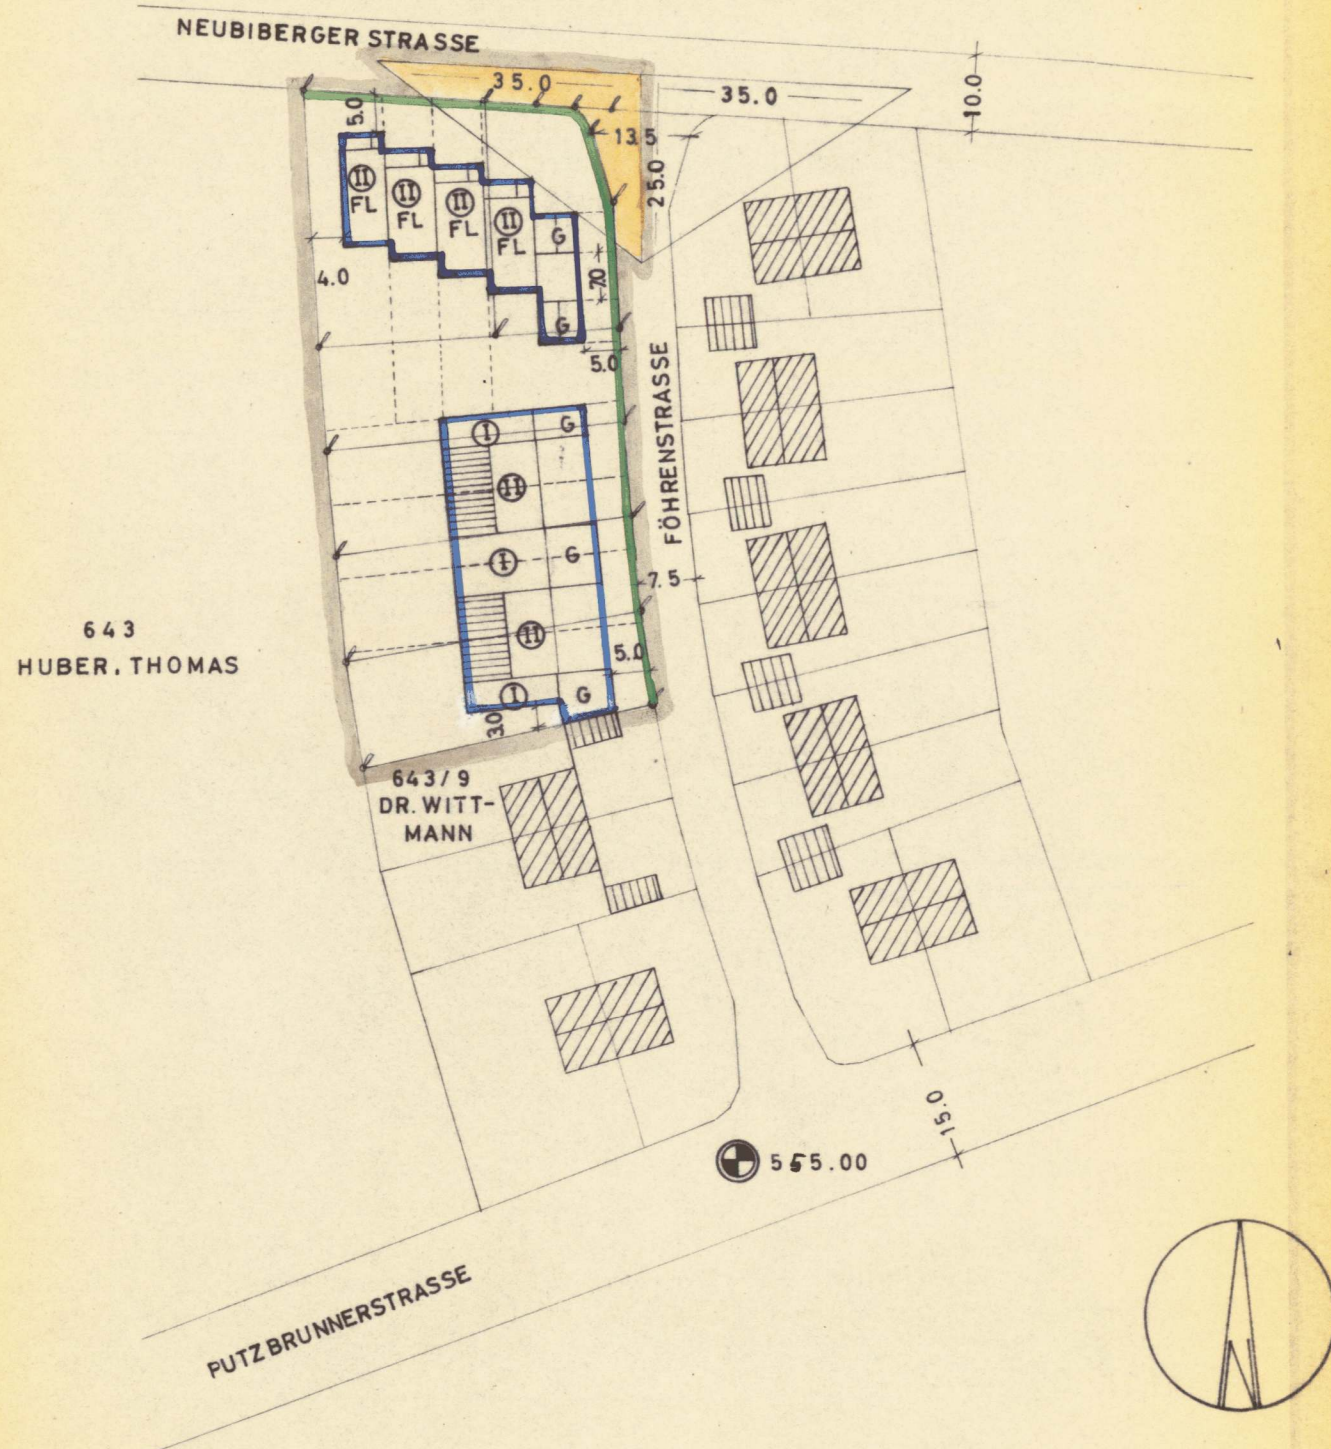 NEUBIBERGER STRASSE
35.0
35.0
10.0
5.0
13.5
25.0
II
FL
II
FL
II
FL
II
FL
G
7.0
4.0
G
5.0
FÖHRENSTRASSE
I
G
II
I
G
7.5
II
5.0
I
G
3.0
643
HUBER, THOMAS
643/9
DR. WITT-
MANN
15.0
555.00
PUTZBRUNNERSTRASSE
N